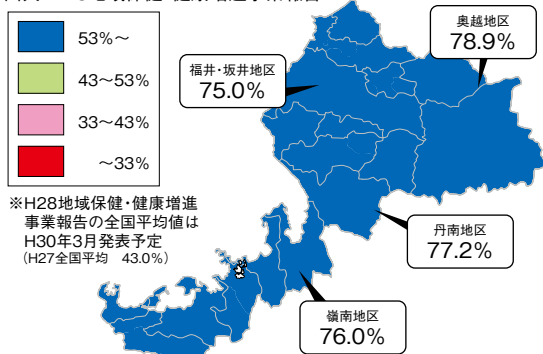 53%～
43～53%
33～43%
～33%
※H28地域保健・健康増進
事業報告の全国平均値は
H30年3月発表予定
（H27全国平均　43.0%）
奥越地区
78.9%
福井・坂井地区
75.0%
丹南地区
77.2%
嶺南地区
76.0%